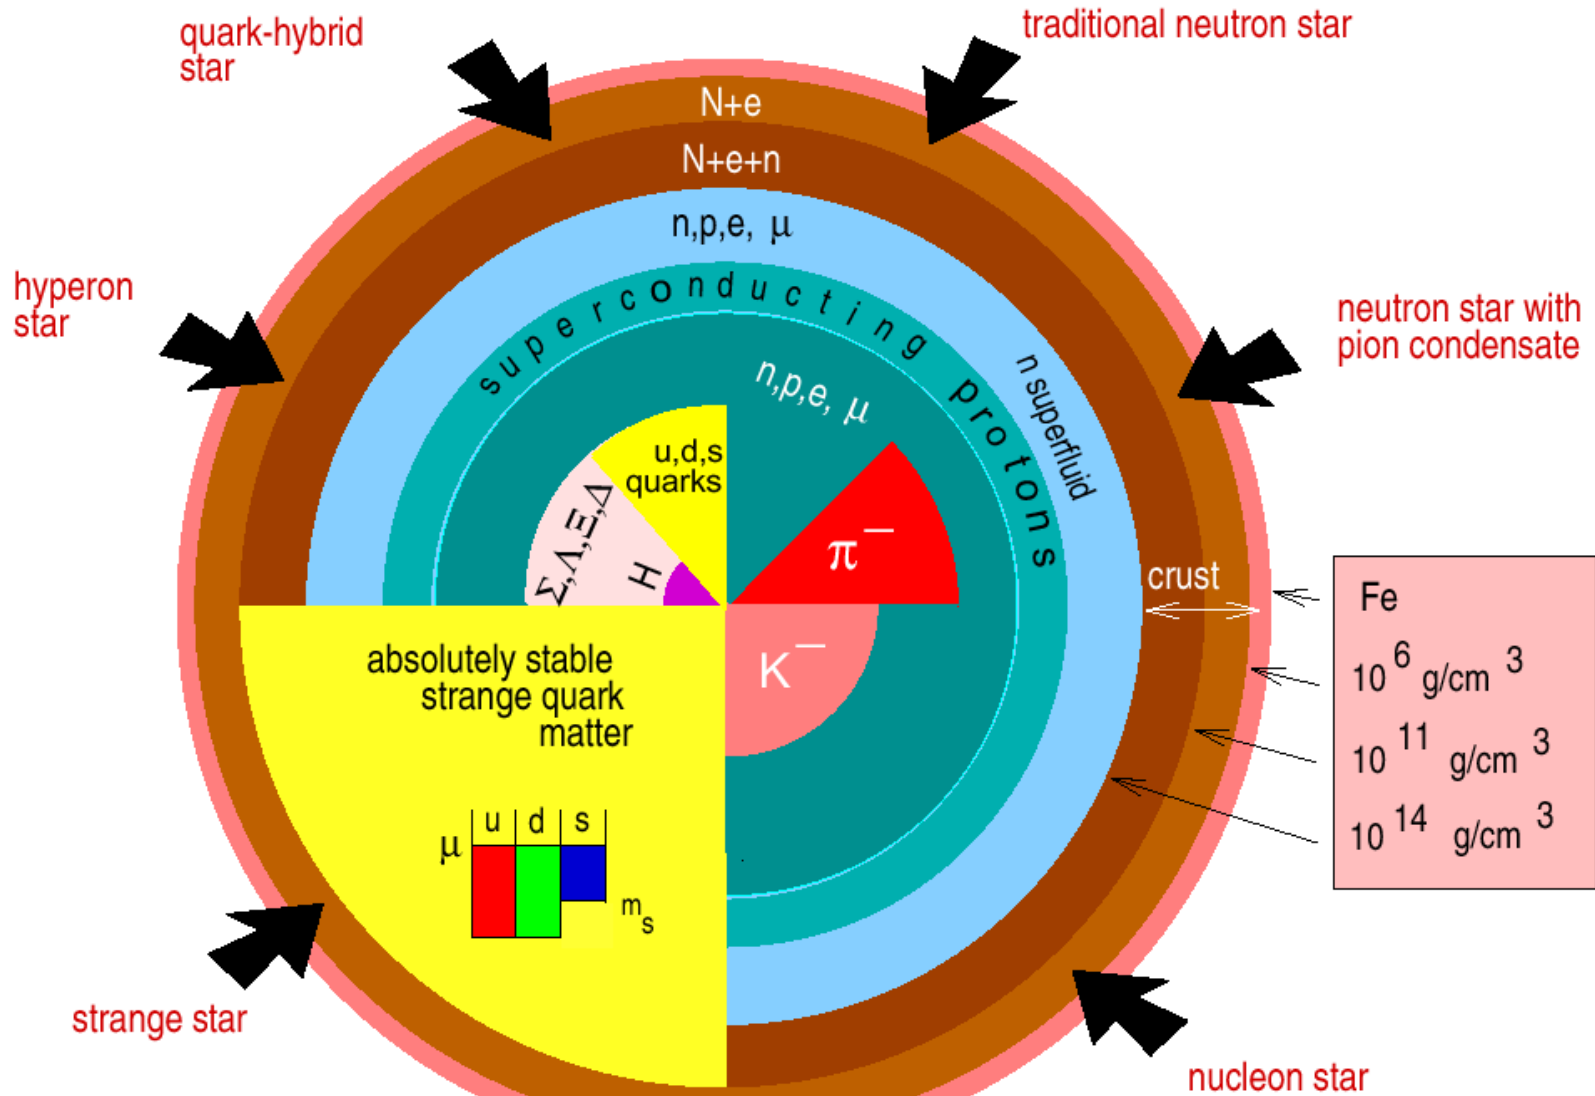 quark-hybrid
star
traditional neutron star
N+e
N+e+n
n,p,e, μ
hyperon
star
superconducting protons
neutron star with
pion condensate
n superfluid
n,p,e, μ
u,d,s
quarks
Σ,Λ,Ξ,Δ
H
π⁻
crust
K⁻
Fe
10⁶ g/cm³
10¹¹ g/cm³
10¹⁴ g/cm³
absolutely stable
strange quark
matter
u d s
μ
mₛ
strange star
nucleon star